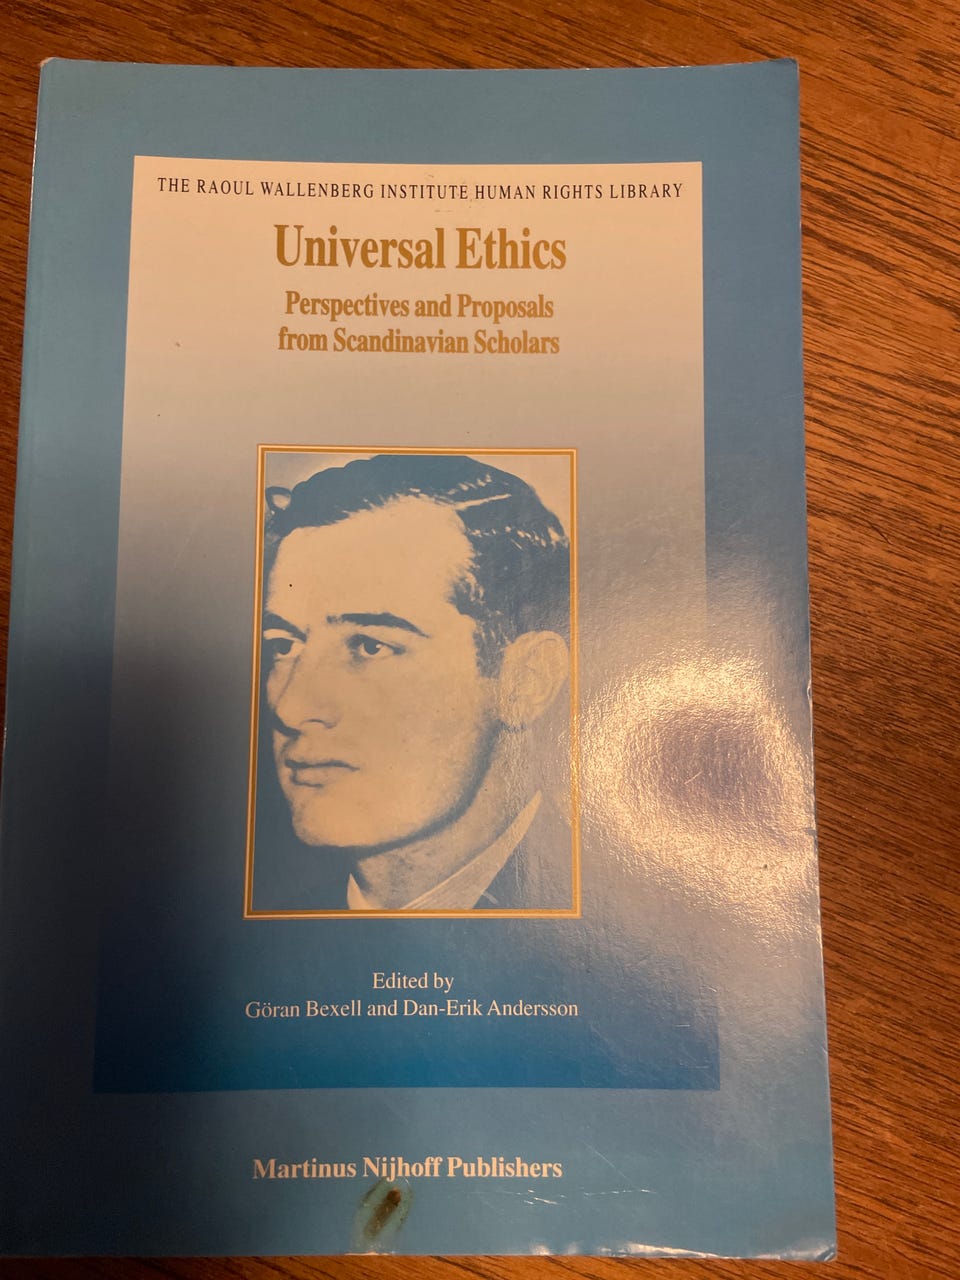 THE RAOUL WALLENBERG INSTITUTE HUMAN RIGHTS LIBRARY
Universal Ethics
Perspectives and Proposals
from Scandinavian Scholars
Edited by
Göran Bexell and Dan-Erik Andersson
Martinus Nijhoff Publishers